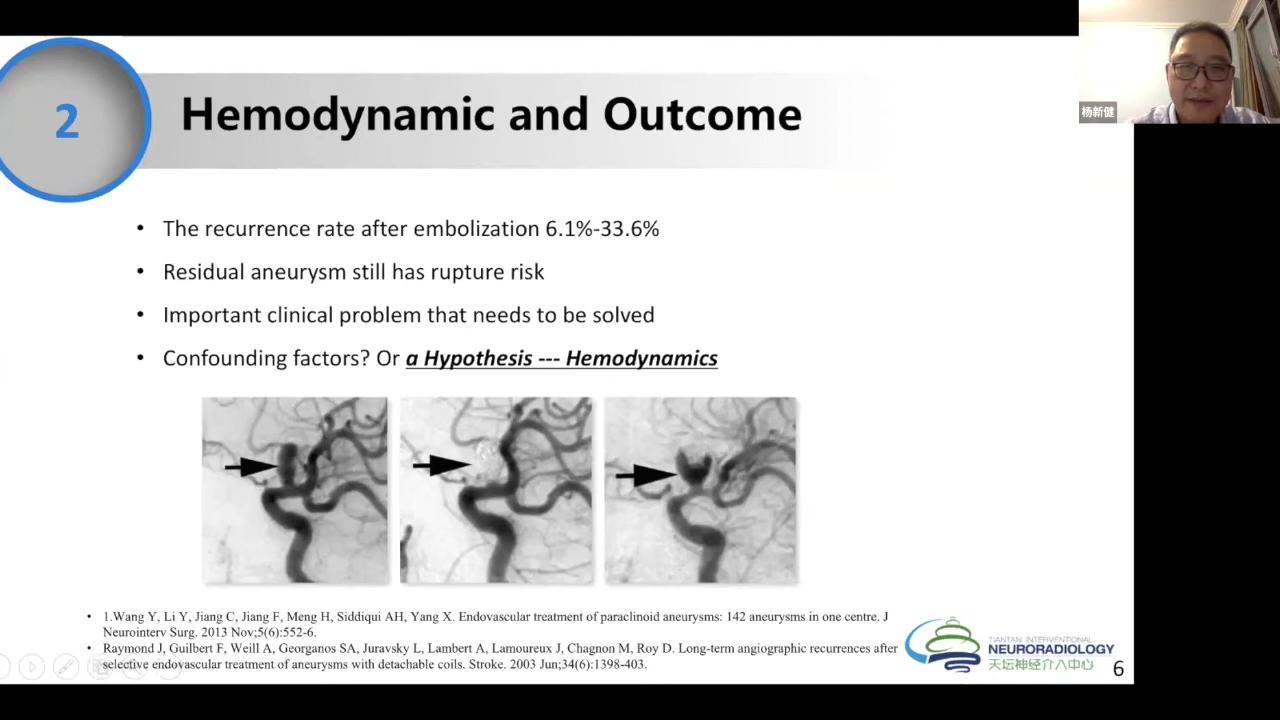 2
Hemodynamic and Outcome
杨新健
• The recurrence rate after embolization 6.1%-33.6%
• Residual aneurysm still has rupture risk
• Important clinical problem that needs to be solved
• Confounding factors? Or a Hypothesis --- Hemodynamics
• 1.Wang Y, Li Y, Jiang C, Jiang F, Meng H, Siddiqui AH, Yang X. Endovascular treatment of paraclinoid aneurysms: 142 aneurysms in one centre. J
Neurointerv Surg. 2013 Nov;5(6):552-6.
• Raymond J, Guilbert F, Weill A, Georganos SA, Juravsky L, Lambert A, Lamoureux J, Chagnon M, Roy D. Long-term angiographic recurrences after
selective endovascular treatment of aneurysms with detachable coils. Stroke. 2003 Jun;34(6):1398-403.
TIANTAN INTERVENTIONAL
NEURORADIOLOGY
天坛神经介入中心
6